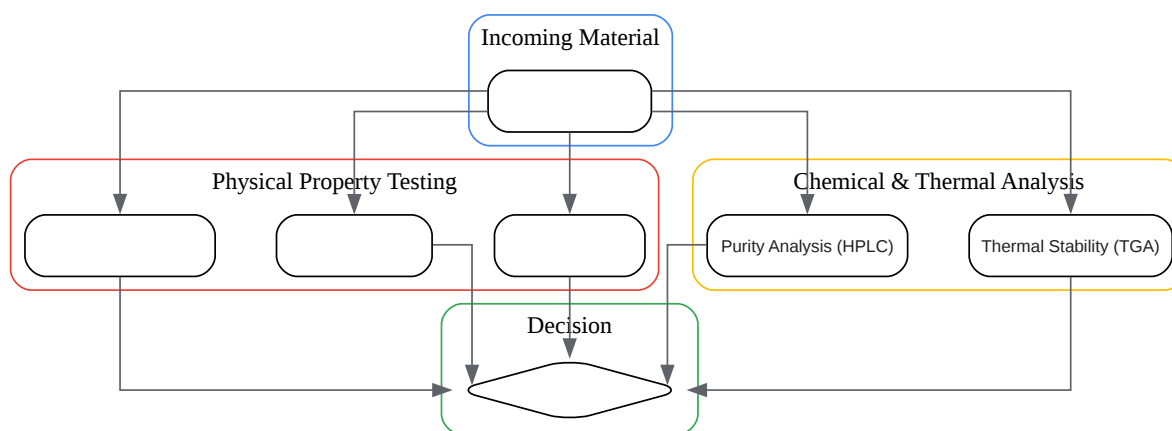 Incoming Material
Physical Property Testing
Chemical & Thermal Analysis
Purity Analysis (HPLC)
Thermal Stability (TGA)
Decision